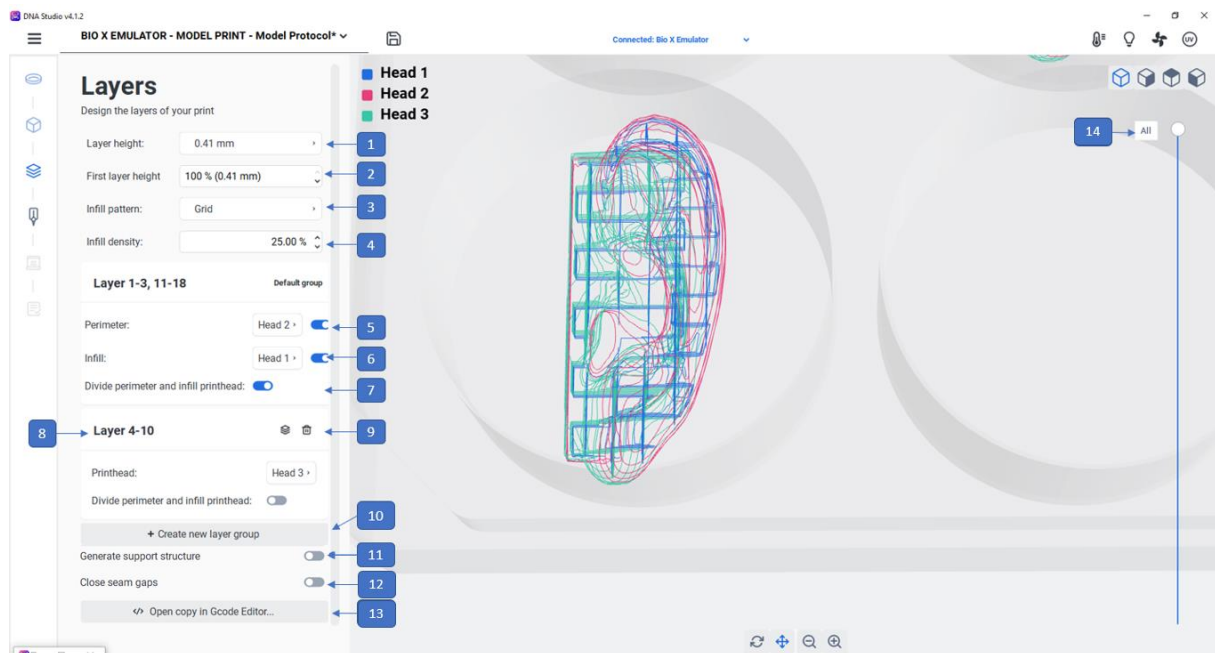 DNA Studio v4.1.2
BIO X EMULATOR - MODEL PRINT - Model Protocol*
Connected: Bio X Emulator
UV
Layers
Design the layers of your print
Head 1
Head 2
Head 3
Layer height: 0.41 mm 1
First layer height 100 % (0.41 mm) 2
Infill pattern: Grid 3
Infill density: 25.00 % 4
14 All
Layer 1-3, 11-18 Default group
Perimeter: Head 2 5
Infill: Head 1 6
Divide perimeter and infill printhead: 7
8 Layer 4-10 9
Printhead: Head 3
Divide perimeter and infill printhead:
+ Create new layer group 10
Generate support structure 11
Close seam gaps 12
</> Open copy in Gcode Editor... 13